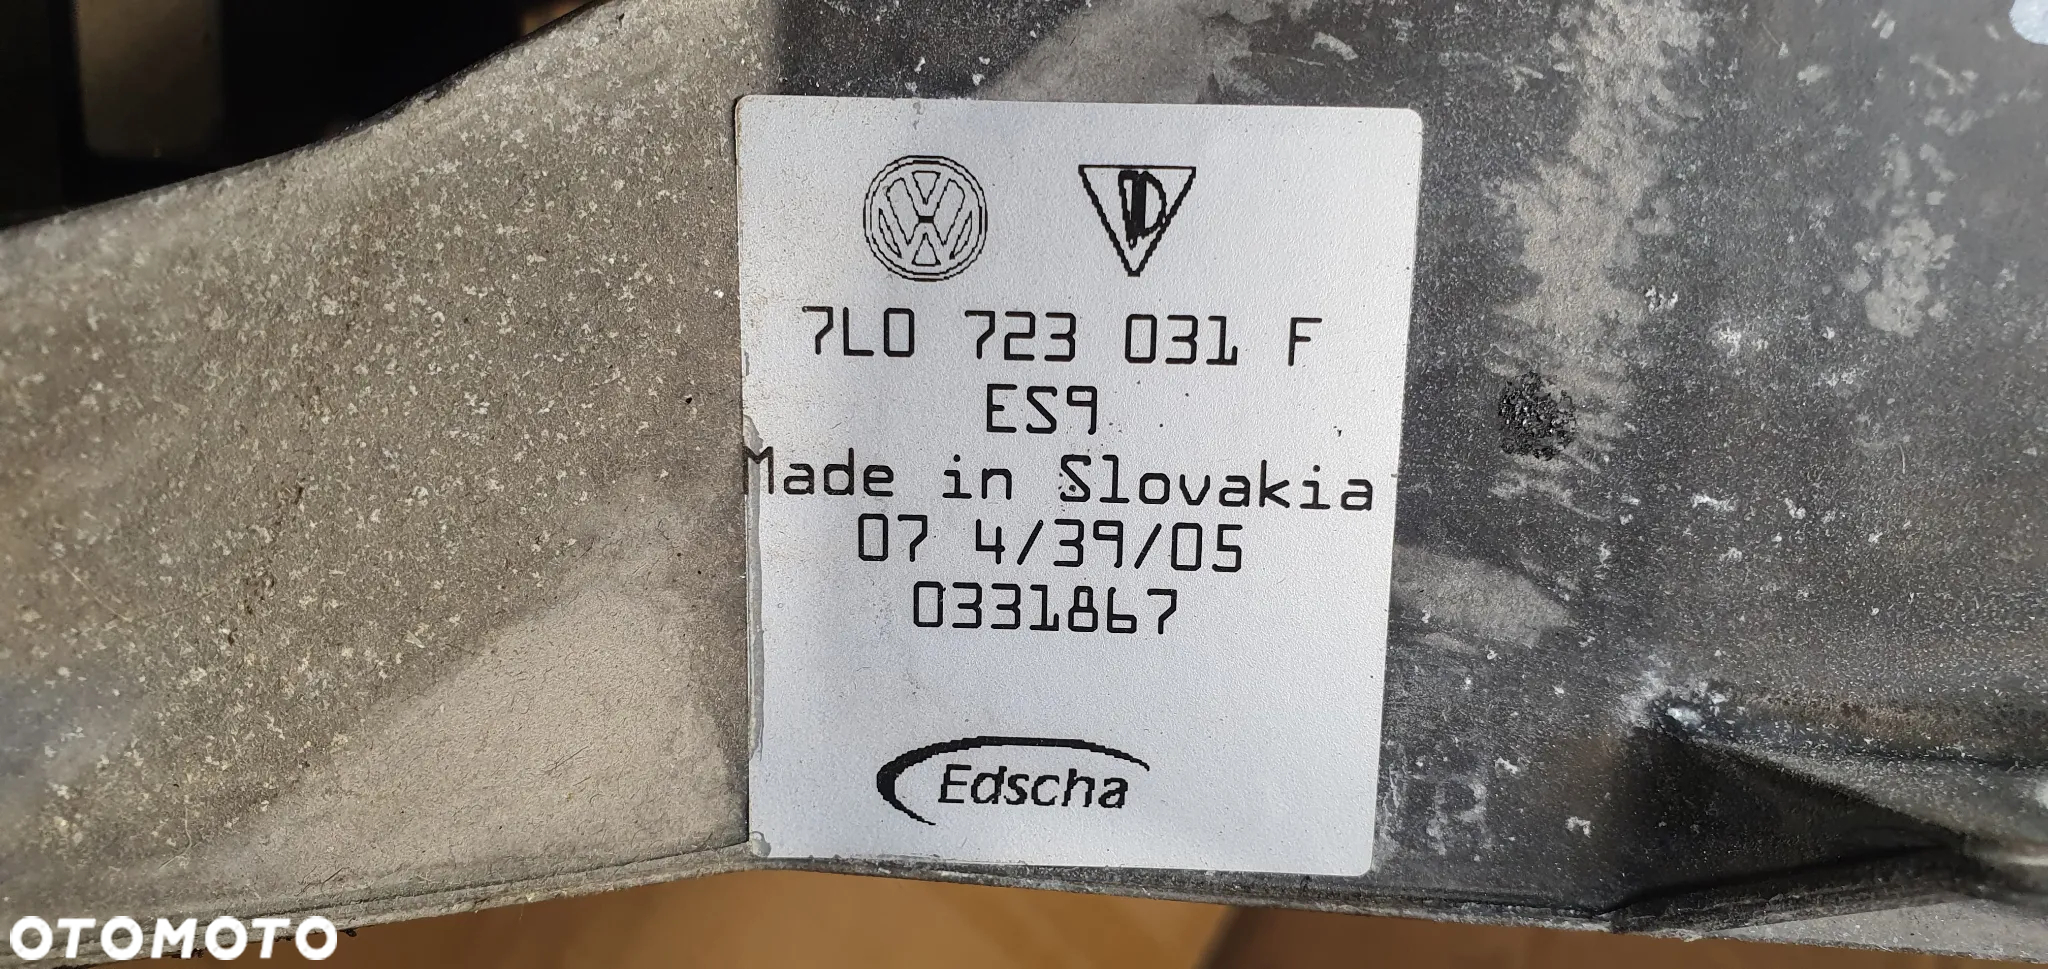 7L0 723 031 F
ES9
Made in Slovakia
07 4/39/05
0331867
Edscha
OTOMOTO